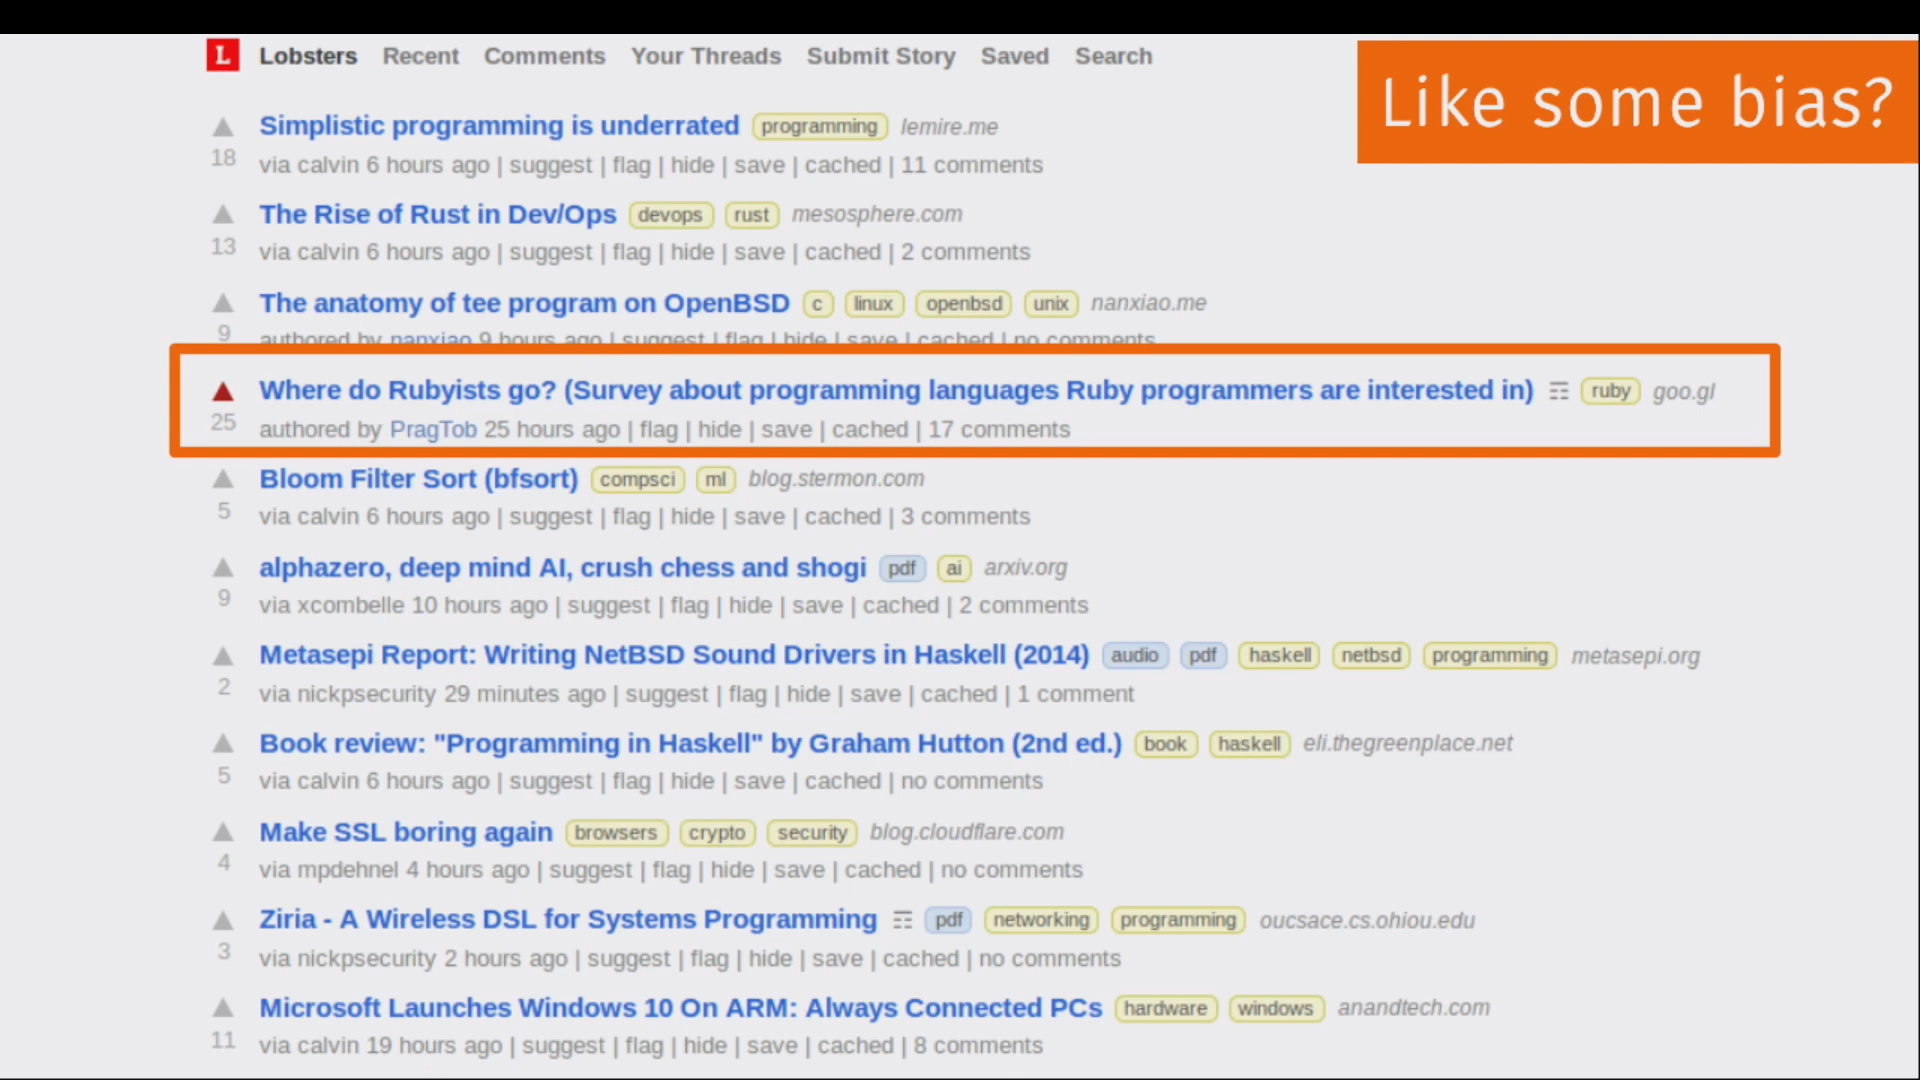 L Lobsters Recent Comments Your Threads Submit Story Saved Search
Like some bias?
Simplistic programming is underrated programming lemire.me
18
via calvin 6 hours ago | suggest | flag | hide | save | cached | 11 comments
The Rise of Rust in Dev/Ops devops rust mesosphere.com
13
via calvin 6 hours ago | suggest | flag | hide | save | cached | 2 comments
The anatomy of tee program on OpenBSD c linux openbsd unix nanxiao.me
9
authored by nanxiao 9 hours ago | suggest | flag | hide | save | cached | no comments
Where do Rubyists go? (Survey about programming languages Ruby programmers are interested in) ruby goo.gl
25
authored by PragTob 25 hours ago | flag | hide | save | cached | 17 comments
Bloom Filter Sort (bfsort) compsci ml blog.stermon.com
5
via calvin 6 hours ago | suggest | flag | hide | save | cached | 3 comments
alphazero, deep mind AI, crush chess and shogi pdf ai arxiv.org
9
via xcombelle 10 hours ago | suggest | flag | hide | save | cached | 2 comments
Metasepi Report: Writing NetBSD Sound Drivers in Haskell (2014) audio pdf haskell netbsd programming metasepi.org
2
via nickpsecurity 29 minutes ago | suggest | flag | hide | save | cached | 1 comment
Book review: "Programming in Haskell" by Graham Hutton (2nd ed.) book haskell eli.thegreenplace.net
5
via calvin 6 hours ago | suggest | flag | hide | save | cached | no comments
Make SSL boring again browsers crypto security blog.cloudflare.com
4
via mpdehnel 4 hours ago | suggest | flag | hide | save | cached | no comments
Ziria - A Wireless DSL for Systems Programming pdf networking programming oucsace.cs.ohiou.edu
3
via nickpsecurity 2 hours ago | suggest | flag | hide | save | cached | no comments
Microsoft Launches Windows 10 On ARM: Always Connected PCs hardware windows anandtech.com
11
via calvin 19 hours ago | suggest | flag | hide | save | cached | 8 comments